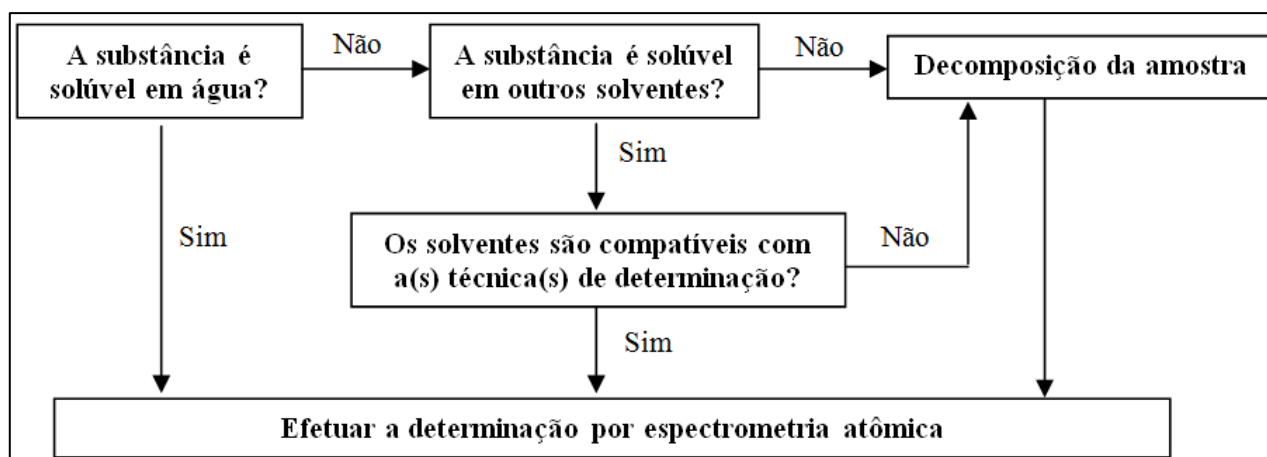 A substância é
solúvel em água?
Não
A substância é solúvel
em outros solventes?
Não
Decomposição da amostra
Sim
Sim
Os solventes são compatíveis com
a(s) técnica(s) de determinação?
Não
Sim
Efetuar a determinação por espectrometria atômica